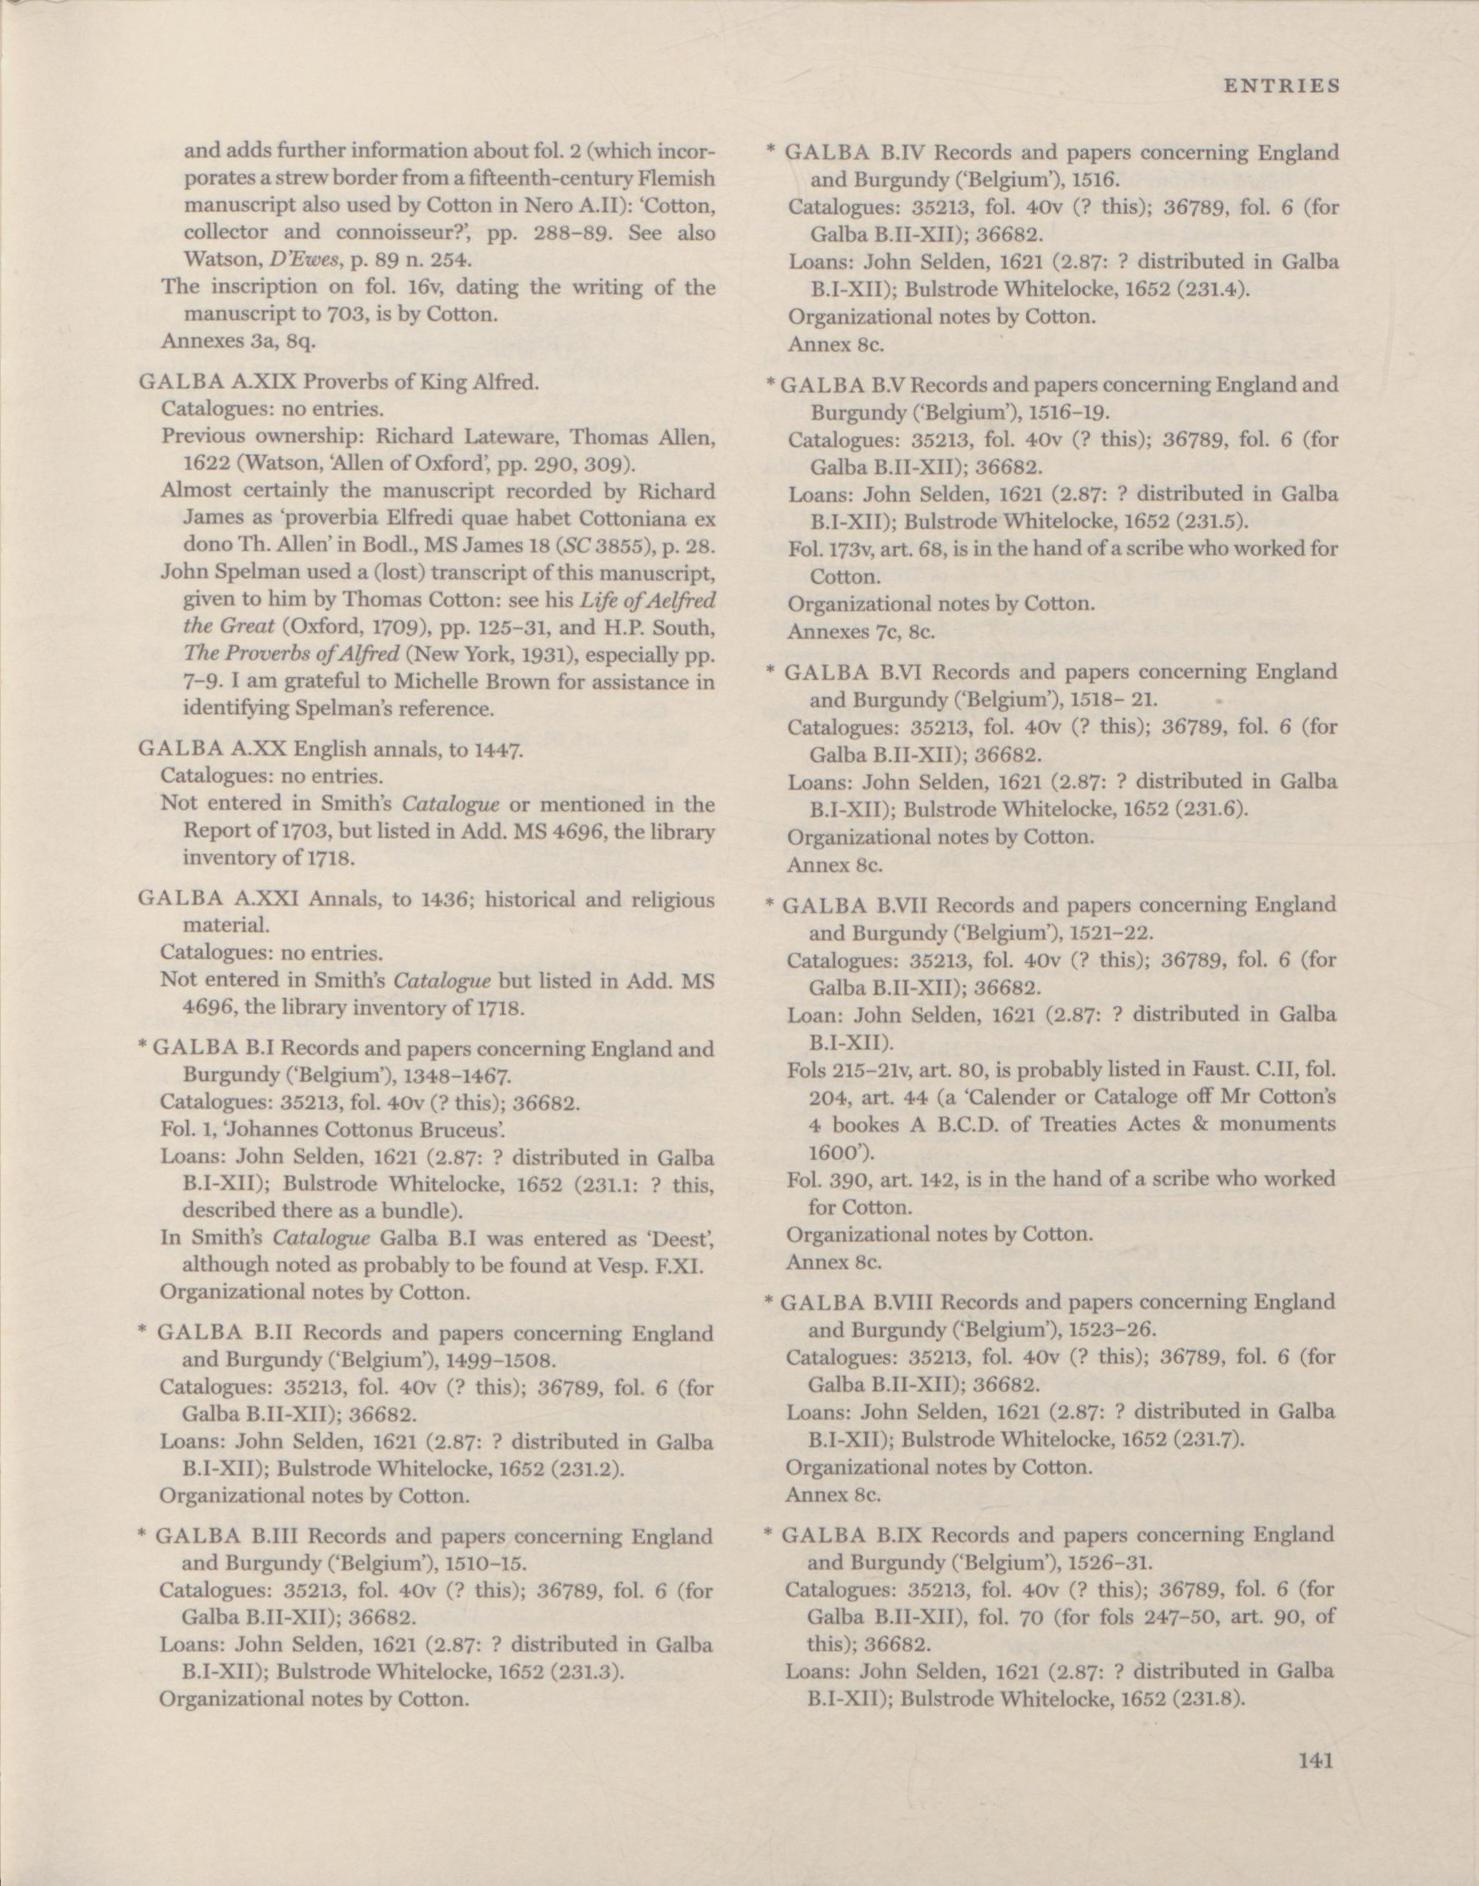 ENTRIES
and adds further information about fol. 2 (which incor-
porates a strew border from a fifteenth-century Flemish
manuscript also used by Cotton in Nero A.II): ‘Cotton,
collector and connoisseur?’, pp. 288–89. See also
Watson, D’Ewes, p. 89 n. 254.
The inscription on fol. 16v, dating the writing of the
manuscript to 703, is by Cotton.
Annexes 3a, 8q.
GALBA A.XIX Proverbs of King Alfred.
Catalogues: no entries.
Previous ownership: Richard Lateware, Thomas Allen,
1622 (Watson, ‘Allen of Oxford’, pp. 290, 309).
Almost certainly the manuscript recorded by Richard
James as ‘proverbia Elfredi quae habet Cottoniana ex
dono Th. Allen’ in Bodl., MS James 18 (SC 3855), p. 28.
John Spelman used a (lost) transcript of this manuscript,
given to him by Thomas Cotton: see his Life of Aelfred
the Great (Oxford, 1709), pp. 125–31, and H.P. South,
The Proverbs of Alfred (New York, 1931), especially pp.
7–9. I am grateful to Michelle Brown for assistance in
identifying Spelman’s reference.
GALBA A.XX English annals, to 1447.
Catalogues: no entries.
Not entered in Smith’s Catalogue or mentioned in the
Report of 1703, but listed in Add. MS 4696, the library
inventory of 1718.
GALBA A.XXI Annals, to 1436; historical and religious
material.
Catalogues: no entries.
Not entered in Smith’s Catalogue but listed in Add. MS
4696, the library inventory of 1718.
* GALBA B.I Records and papers concerning England and
Burgundy (‘Belgium’), 1348–1467.
Catalogues: 35213, fol. 40v (? this); 36682.
Fol. 1, ‘Johannes Cottonus Bruceus’.
Loans: John Selden, 1621 (2.87: ? distributed in Galba
B.I-XII); Bulstrode Whitelocke, 1652 (231.1: ? this,
described there as a bundle).
In Smith’s Catalogue Galba B.I was entered as ‘Deest’,
although noted as probably to be found at Vesp. F.XI.
Organizational notes by Cotton.
* GALBA B.II Records and papers concerning England
and Burgundy (‘Belgium’), 1499–1508.
Catalogues: 35213, fol. 40v (? this); 36789, fol. 6 (for
Galba B.II-XII); 36682.
Loans: John Selden, 1621 (2.87: ? distributed in Galba
B.I-XII); Bulstrode Whitelocke, 1652 (231.2).
Organizational notes by Cotton.
* GALBA B.III Records and papers concerning England
and Burgundy (‘Belgium’), 1510–15.
Catalogues: 35213, fol. 40v (? this); 36789, fol. 6 (for
Galba B.II-XII); 36682.
Loans: John Selden, 1621 (2.87: ? distributed in Galba
B.I-XII); Bulstrode Whitelocke, 1652 (231.3).
Organizational notes by Cotton.
* GALBA B.IV Records and papers concerning England
and Burgundy (‘Belgium’), 1516.
Catalogues: 35213, fol. 40v (? this); 36789, fol. 6 (for
Galba B.II-XII); 36682.
Loans: John Selden, 1621 (2.87: ? distributed in Galba
B.I-XII); Bulstrode Whitelocke, 1652 (231.4).
Organizational notes by Cotton.
Annex 8c.
* GALBA B.V Records and papers concerning England and
Burgundy (‘Belgium’), 1516–19.
Catalogues: 35213, fol. 40v (? this); 36789, fol. 6 (for
Galba B.II-XII); 36682.
Loans: John Selden, 1621 (2.87: ? distributed in Galba
B.I-XII); Bulstrode Whitelocke, 1652 (231.5).
Fol. 173v, art. 68, is in the hand of a scribe who worked for
Cotton.
Organizational notes by Cotton.
Annexes 7c, 8c.
* GALBA B.VI Records and papers concerning England
and Burgundy (‘Belgium’), 1518– 21.
Catalogues: 35213, fol. 40v (? this); 36789, fol. 6 (for
Galba B.II-XII); 36682.
Loans: John Selden, 1621 (2.87: ? distributed in Galba
B.I-XII); Bulstrode Whitelocke, 1652 (231.6).
Organizational notes by Cotton.
Annex 8c.
* GALBA B.VII Records and papers concerning England
and Burgundy (‘Belgium’), 1521–22.
Catalogues: 35213, fol. 40v (? this); 36789, fol. 6 (for
Galba B.II-XII); 36682.
Loan: John Selden, 1621 (2.87: ? distributed in Galba
B.I-XII).
Fols 215–21v, art. 80, is probably listed in Faust. C.II, fol.
204, art. 44 (a ‘Calender or Cataloge off Mr Cotton’s
4 bookes A B.C.D. of Treaties Actes & monuments
1600’).
Fol. 390, art. 142, is in the hand of a scribe who worked
for Cotton.
Organizational notes by Cotton.
Annex 8c.
* GALBA B.VIII Records and papers concerning England
and Burgundy (‘Belgium’), 1523–26.
Catalogues: 35213, fol. 40v (? this); 36789, fol. 6 (for
Galba B.II-XII); 36682.
Loans: John Selden, 1621 (2.87: ? distributed in Galba
B.I-XII); Bulstrode Whitelocke, 1652 (231.7).
Organizational notes by Cotton.
Annex 8c.
* GALBA B.IX Records and papers concerning England
and Burgundy (‘Belgium’), 1526–31.
Catalogues: 35213, fol. 40v (? this); 36789, fol. 6 (for
Galba B.II-XII), fol. 70 (for fols 247–50, art. 90, of
this); 36682.
Loans: John Selden, 1621 (2.87: ? distributed in Galba
B.I-XII); Bulstrode Whitelocke, 1652 (231.8).
141